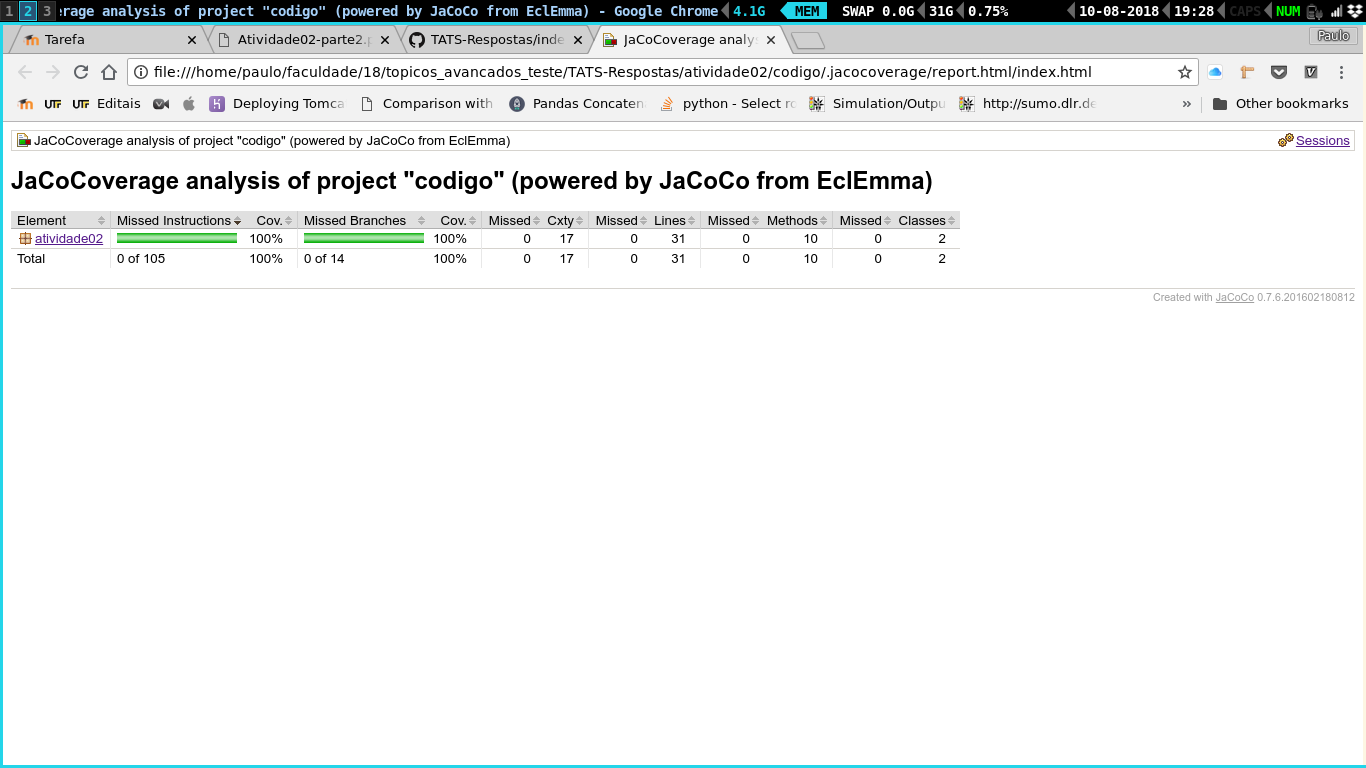 1 2 3 erage analysis of project "codigo" (powered by JaCoCo from EclEmma) - Google Chrome 4.1G MEM SWAP 0.0G 31G 0.75% 10-08-2018 19:28 CAPS NUM
Tarefa Atividade02-parte2.p TATS-Respostas/inde JaCoCoverage analys Paulo
file:///home/paulo/faculdade/18/topicos_avancados_teste/TATS-Respostas/atividade02/codigo/.jacocoverage/report.html/index.html
UTF UTF Editais Deploying Tomca Comparison with Pandas Concaten python - Select ro Simulation/Outpu http://sumo.dlr.de » Other bookmarks
JaCoCoverage analysis of project "codigo" (powered by JaCoCo from EclEmma) Sessions
JaCoCoverage analysis of project "codigo" (powered by JaCoCo from EclEmma)
Element Missed Instructions Cov. Missed Branches Cov. Missed Cxty Missed Lines Missed Methods Missed Classes
atividade02 100% 100% 0 17 0 31 0 10 0 2
Total 0 of 105 100% 0 of 14 100% 0 17 0 31 0 10 0 2
Created with JaCoCo 0.7.6.201602180812